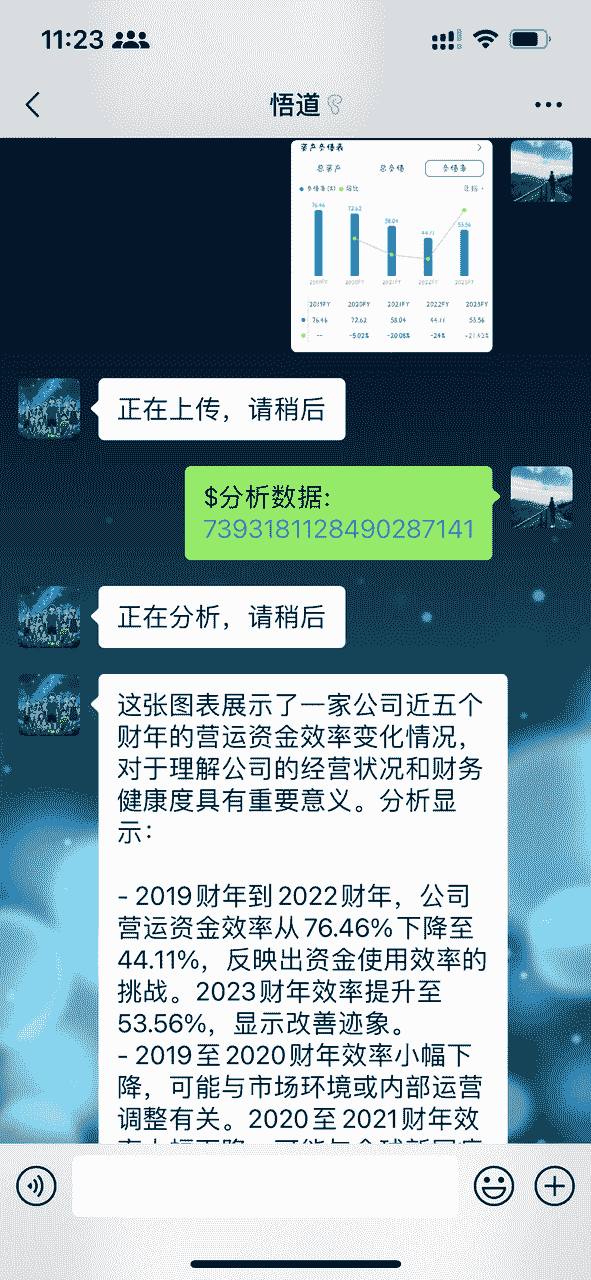 11:23
悟道
资产负债表
总资产 总负债 负债率
负债率(%) 同比
76.46 72.62 58.04 44.11 53.56
2019FY 2020FY 2021FY 2022FY 2023FY
2019FY 2020FY 2021FY 2022FY 2023FY
76.46 72.62 58.04 44.11 53.56
-- -5.02% -20.08% -24% +21.42%
正在上传，请稍后
$分析数据:
7393181128490287141
正在分析，请稍后
这张图表展示了一家公司近五个
财年的营运资金效率变化情况，
对于理解公司的经营状况和财务
健康度具有重要意义。分析显
示：
- 2019财年到2022财年，公司
营运资金效率从76.46%下降至
44.11%，反映出资金使用效率的
挑战。2023财年效率提升至
53.56%，显示改善迹象。
- 2019至2020财年效率小幅下
降，可能与市场环境或内部运营
调整有关。2020至2021财年效